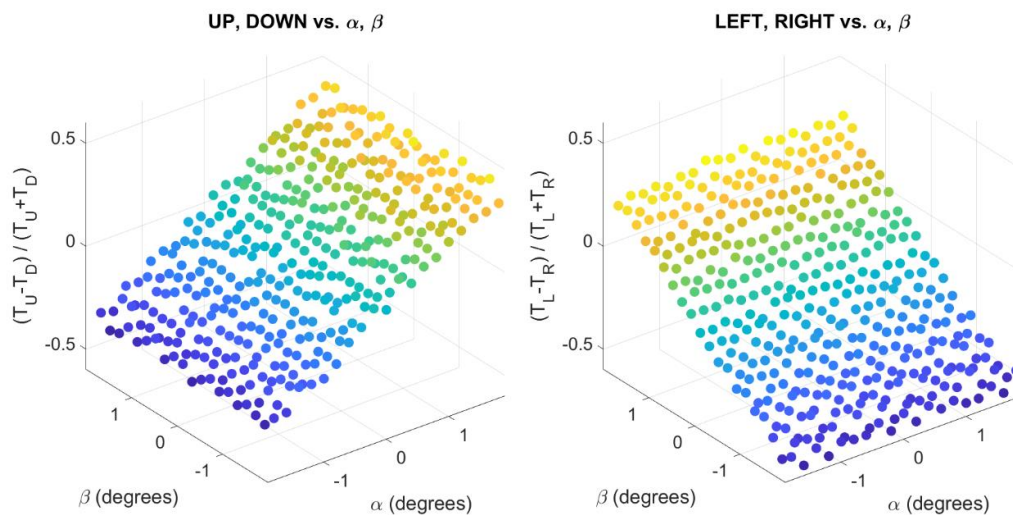 UP, DOWN vs. α, β
(T_U-T_D) / (T_U+T_D)
0.5
0
-0.5
1
0
-1
β (degrees)
-1
0
1
α (degrees)
LEFT, RIGHT vs. α, β
(T_L-T_R) / (T_L+T_R)
0.5
0
-0.5
1
0
-1
β (degrees)
-1
0
1
α (degrees)